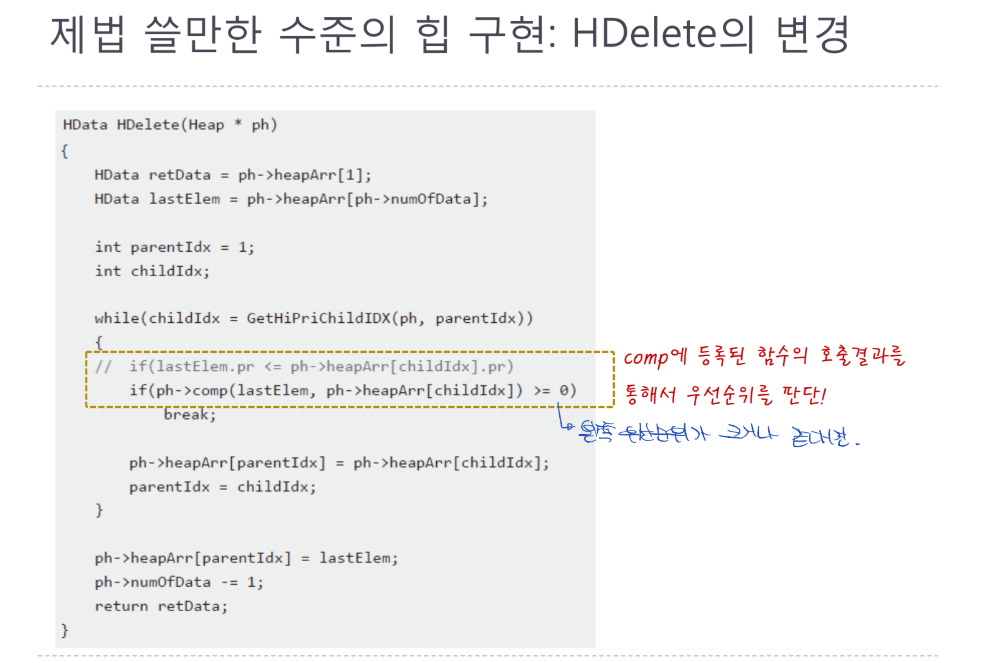 제법 쓸만한 수준의 힙 구현: HDelete의 변경
HData HDelete(Heap * ph)
{
HData retData = ph->heapArr[1];
HData lastElem = ph->heapArr[ph->numOfData];
int parentIdx = 1;
int childIdx;
while(childIdx = GetHiPriChildIDX(ph, parentIdx))
{
// if(lastElem.pr <= ph->heapArr[childIdx].pr)
if(ph->comp(lastElem, ph->heapArr[childIdx]) >= 0)
break;
comp에 등록된 함수의 호출결과를
통해서 우선순위를 판단!
왼쪽 우선순위가 크거나 같다면.
ph->heapArr[parentIdx] = ph->heapArr[childIdx];
parentIdx = childIdx;
}
ph->heapArr[parentIdx] = lastElem;
ph->numOfData -= 1;
return retData;
}